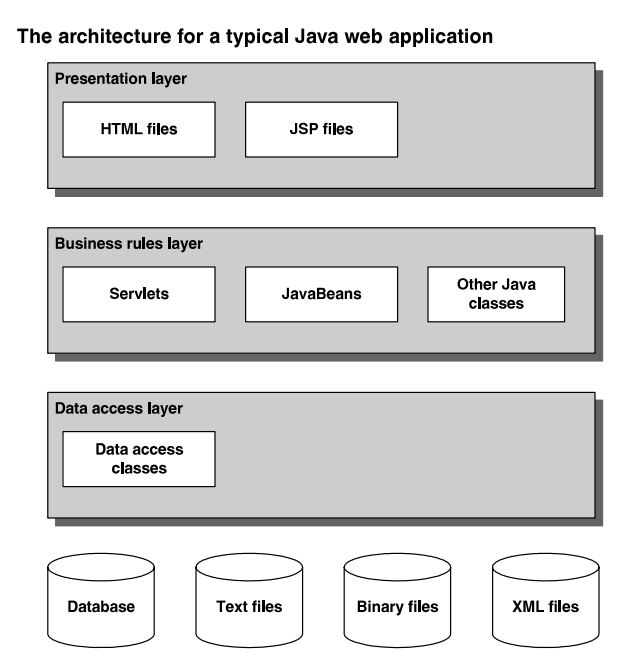 The architecture for a typical Java web application
Presentation layer
HTML files
JSP files
Business rules layer
Servlets
JavaBeans
Other Java
classes
Data access layer
Data access
classes
Database
Text files
Binary files
XML files